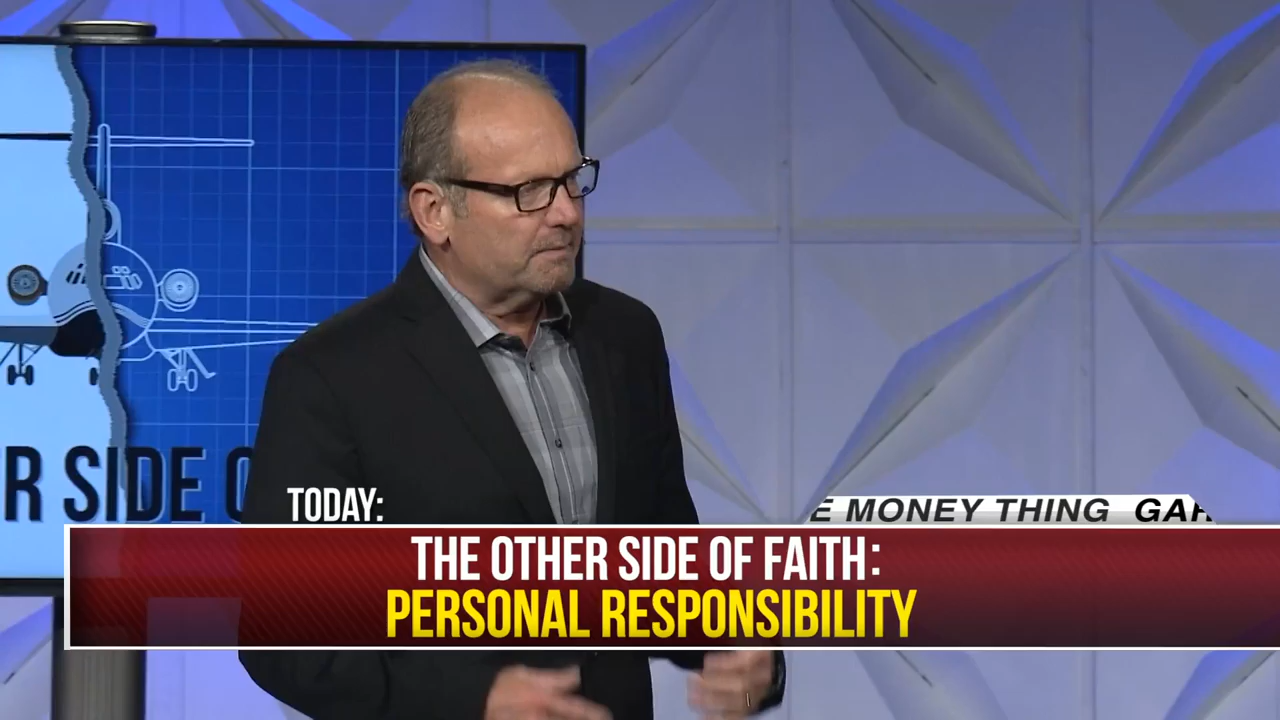 R SIDE O
TODAY:
E MONEY THING GAR
THE OTHER SIDE OF FAITH:
PERSONAL RESPONSIBILITY